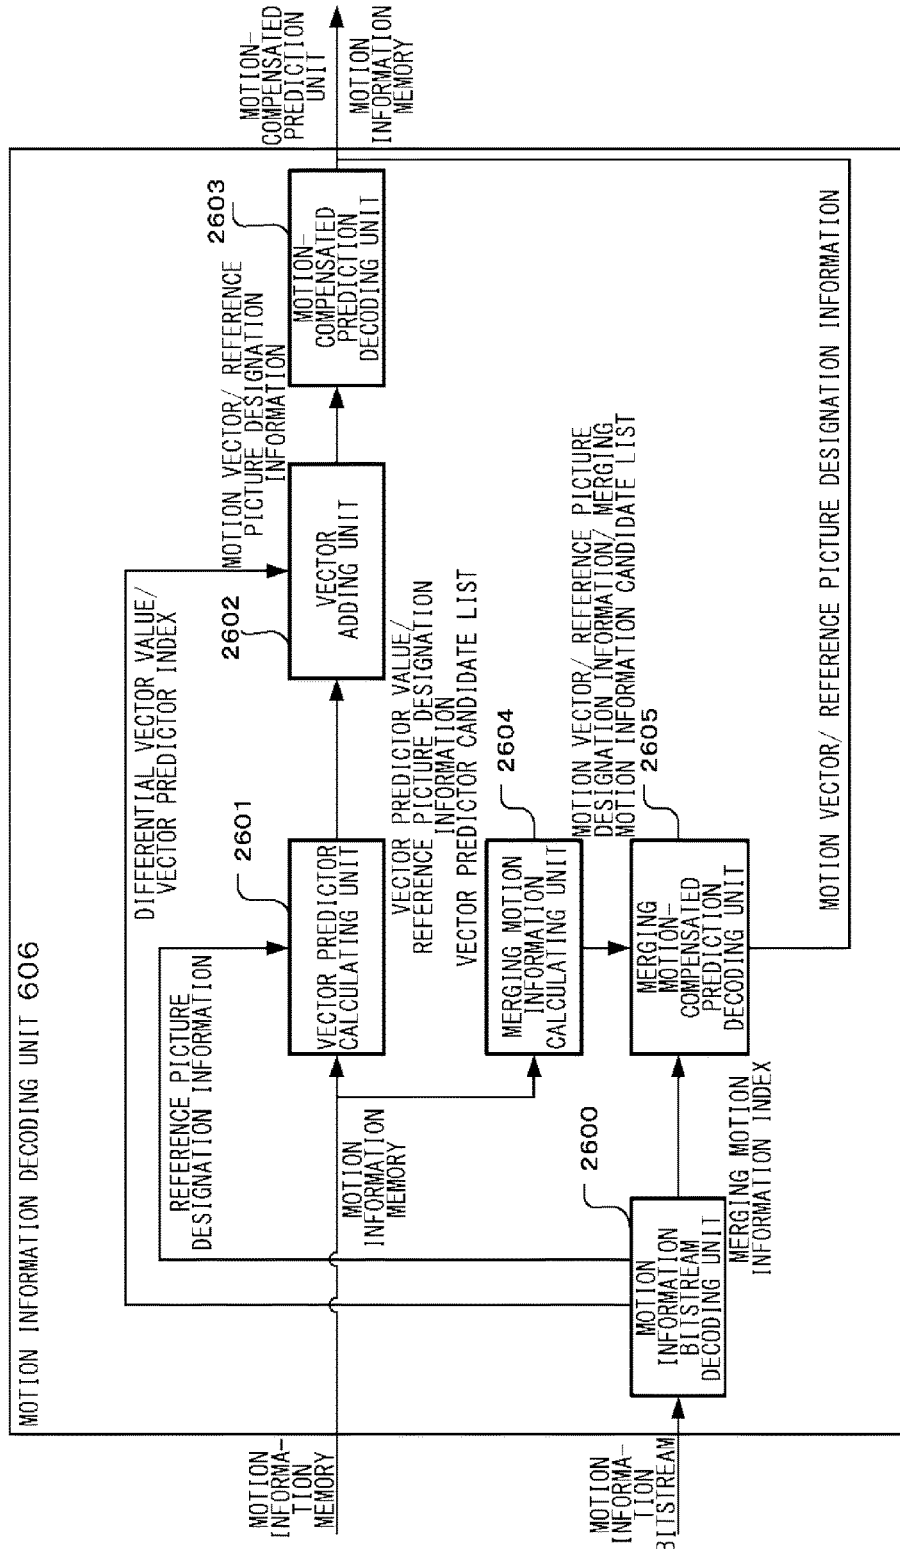 MOTION INFORMATION DECODING UNIT 606
MOTION
INFORMA-
TION
MEMORY
MOTION
INFORMA-
TION
BITSTREAM
DIFFERENTIAL VECTOR VALUE/
VECTOR PREDICTOR INDEX
REFERENCE PICTURE
DESIGNATION INFORMATION
MOTION
INFORMATION
MEMORY
2600
MOTION
INFORMATION
BITSTREAM
DECODING UNIT
MERGING MOTION
INFORMATION INDEX
2601
VECTOR PREDICTOR
CALCULATING UNIT
VECTOR PREDICTOR VALUE/
REFERENCE PICTURE DESIGNATION
INFORMATION
VECTOR PREDICTOR CANDIDATE LIST
2604
MERGING MOTION
INFORMATION
CALCULATING UNIT
MOTION VECTOR/ REFERENCE PICTURE
DESIGNATION INFORMATION/ MERGING
MOTION INFORMATION CANDIDATE LIST
2605
MERGING
MOTION-
COMPENSATED
PREDICTION
DECODING UNIT
2602
VECTOR
ADDING UNIT
MOTION VECTOR/ REFERENCE
PICTURE DESIGNATION
INFORMATION
2603
MOTION-
COMPENSATED
PREDICTION
DECODING UNIT
MOTION VECTOR/ REFERENCE PICTURE DESIGNATION INFORMATION
MOTION-
COMPENSATED
PREDICTION
UNIT
MOTION
INFORMATION
MEMORY